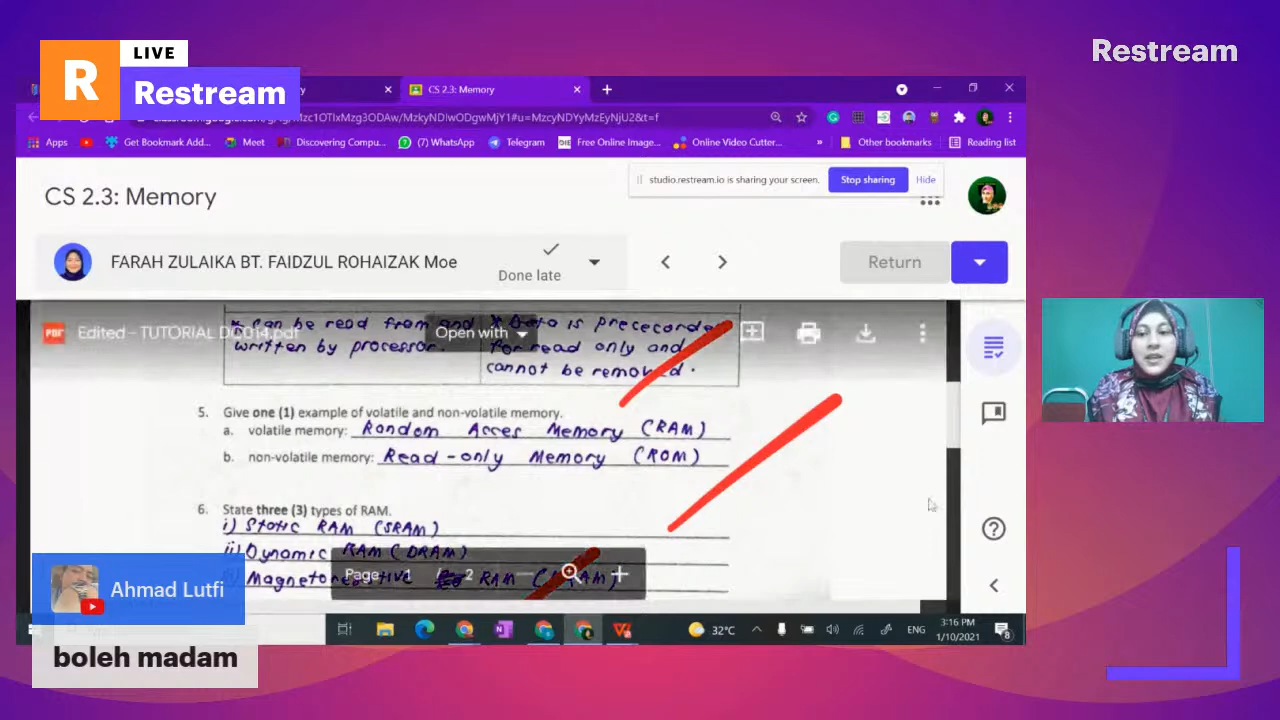 LIVE
R
Restream
Restream
CS 2.3: Memory
Apps
Get Bookmark Add...
Meet
Discovering Compu...
(7) WhatsApp
Telegram
Free Online Image...
Online Video Cutter...
»
Other bookmarks
Reading list
studio.restream.io is sharing your screen.
Stop sharing
Hide
CS 2.3: Memory
FARAH ZULAIKA BT. FAIDZUL ROHAIZAK Moe
Done late
Return
PDF
Edited – TUTORIAL
Open with
* can be read from and
written by processor.
for read only and
cannot be removed.
5. Give one (1) example of volatile and non-volatile memory.
a. volatile memory: Random Acces Memory (RAM)
b. non-volatile memory: Read-only Memory (ROM)
6. State three (3) types of RAM.
i) Static RAM (SRAM)
ii) Dynamic RAM (DRAM)
Page 1 / 2
RAM
Ahmad Lutfi
boleh madam
32°C
ENG
3:16 PM
1/10/2021
8